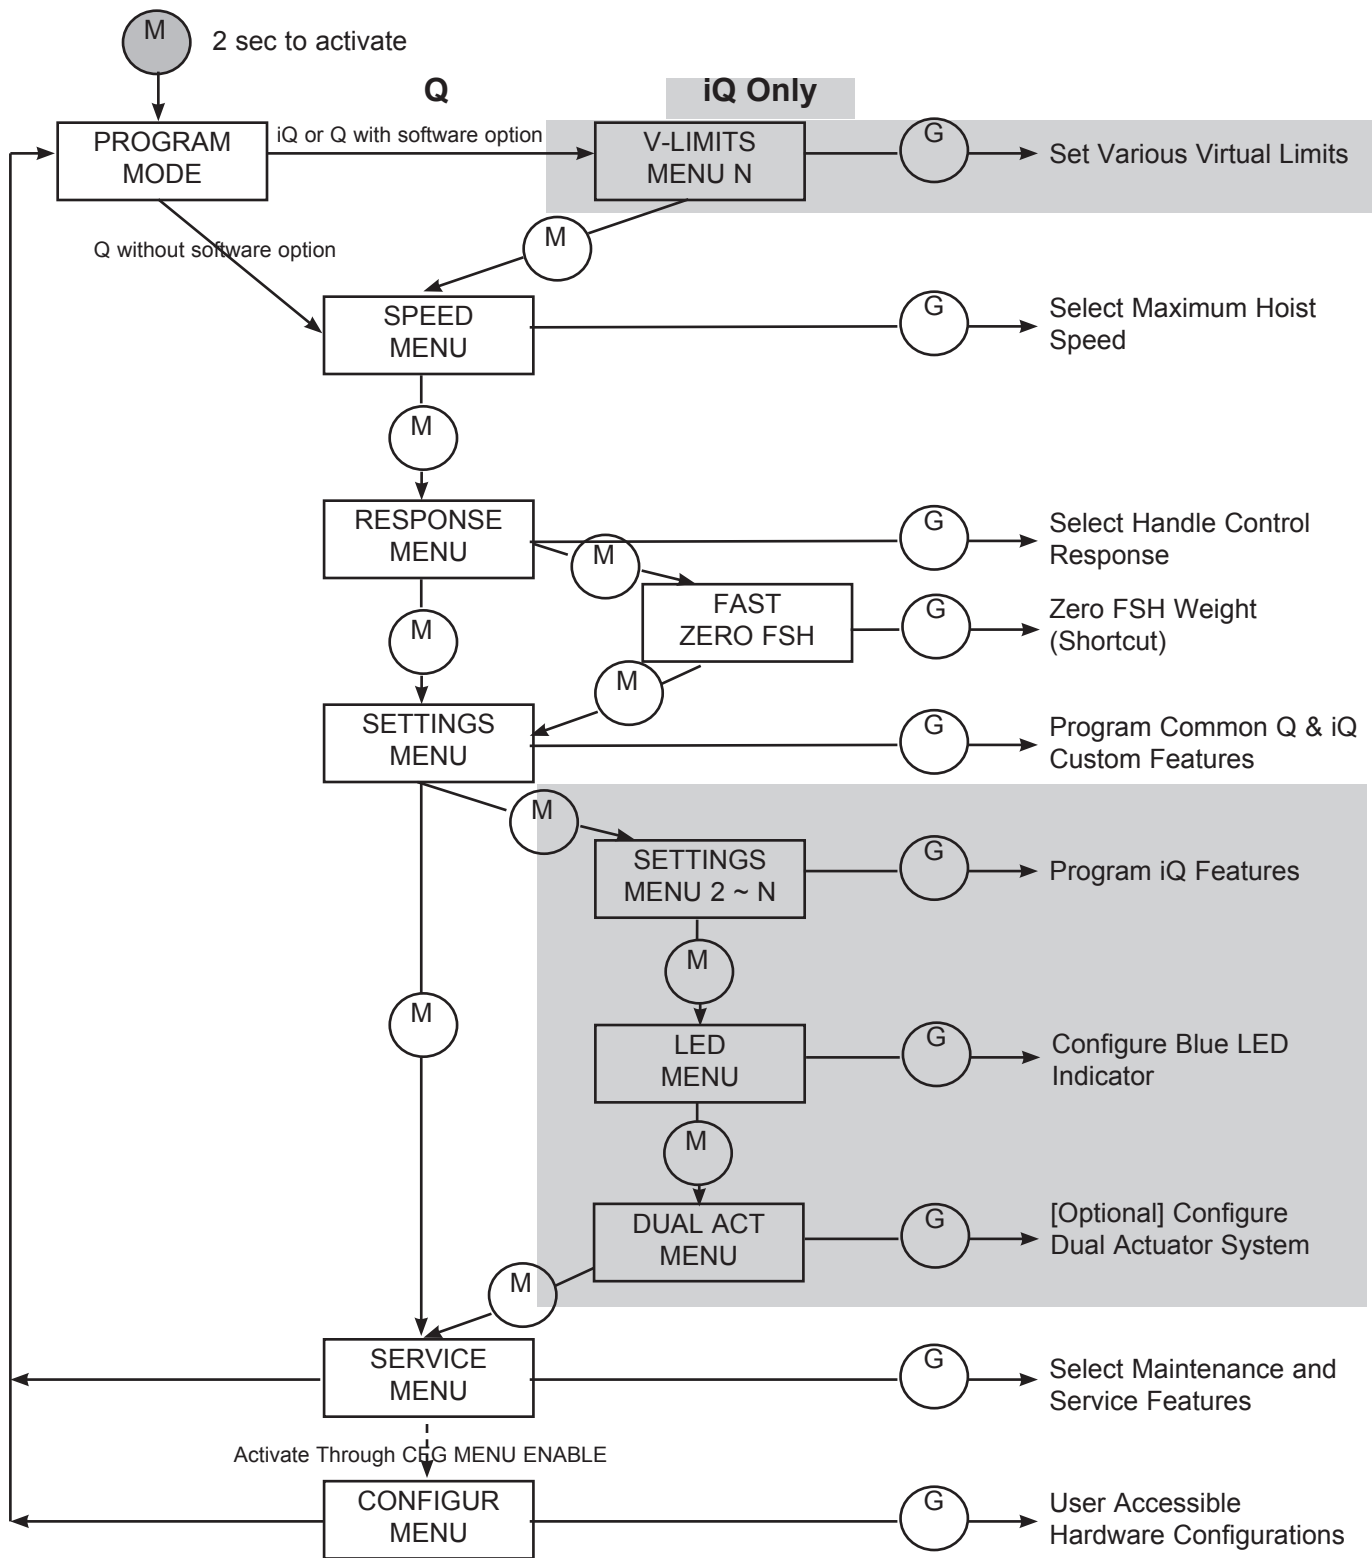 M
2 sec to activate
Q
iQ Only
PROGRAM
MODE
iQ or Q with software option
V-LIMITS
MENU N
G
Set Various Virtual Limits
M
Q without software option
SPEED
MENU
G
Select Maximum Hoist
Speed
M
RESPONSE
MENU
G
Select Handle Control
Response
M
FAST
ZERO FSH
G
Zero FSH Weight
(Shortcut)
M
M
SETTINGS
MENU
G
Program Common Q & iQ
Custom Features
M
SETTINGS
MENU 2 ~ N
G
Program iQ Features
M
M
LED
MENU
G
Configure Blue LED
Indicator
M
DUAL ACT
MENU
G
[Optional] Configure
Dual Actuator System
M
SERVICE
MENU
G
Select Maintenance and
Service Features
Activate Through CFG MENU ENABLE
CONFIGUR
MENU
G
User Accessible
Hardware Configurations